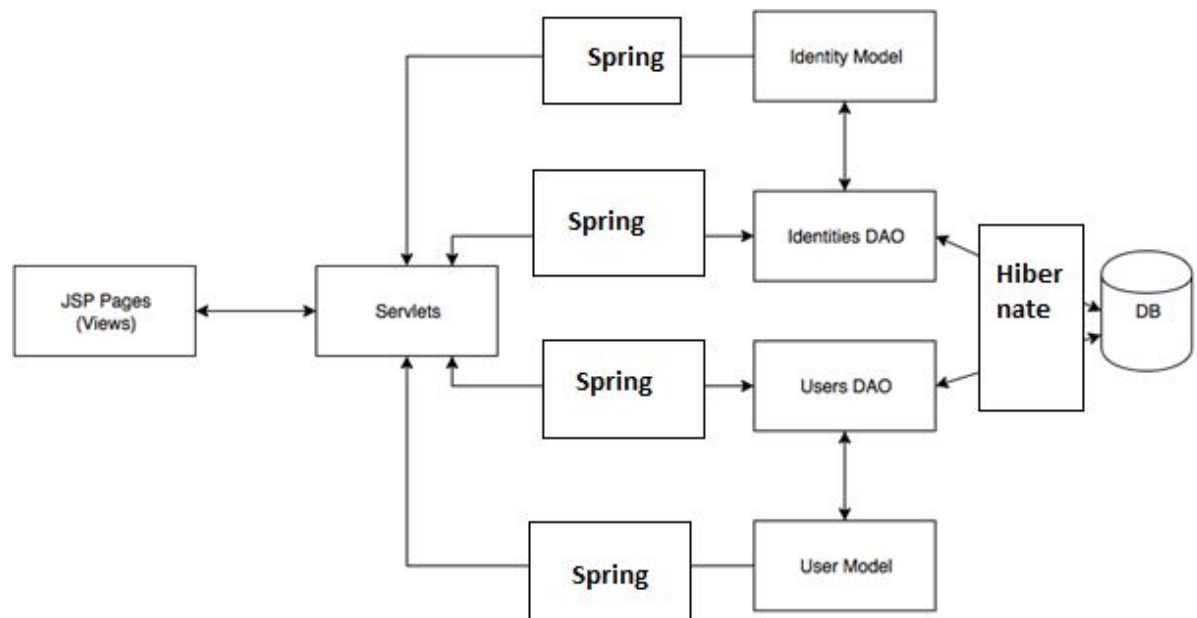 Spring
Identity Model
Spring
Identities DAO
JSP Pages
(Views)
Servlets
Hiber
nate
DB
Spring
Users DAO
Spring
User Model